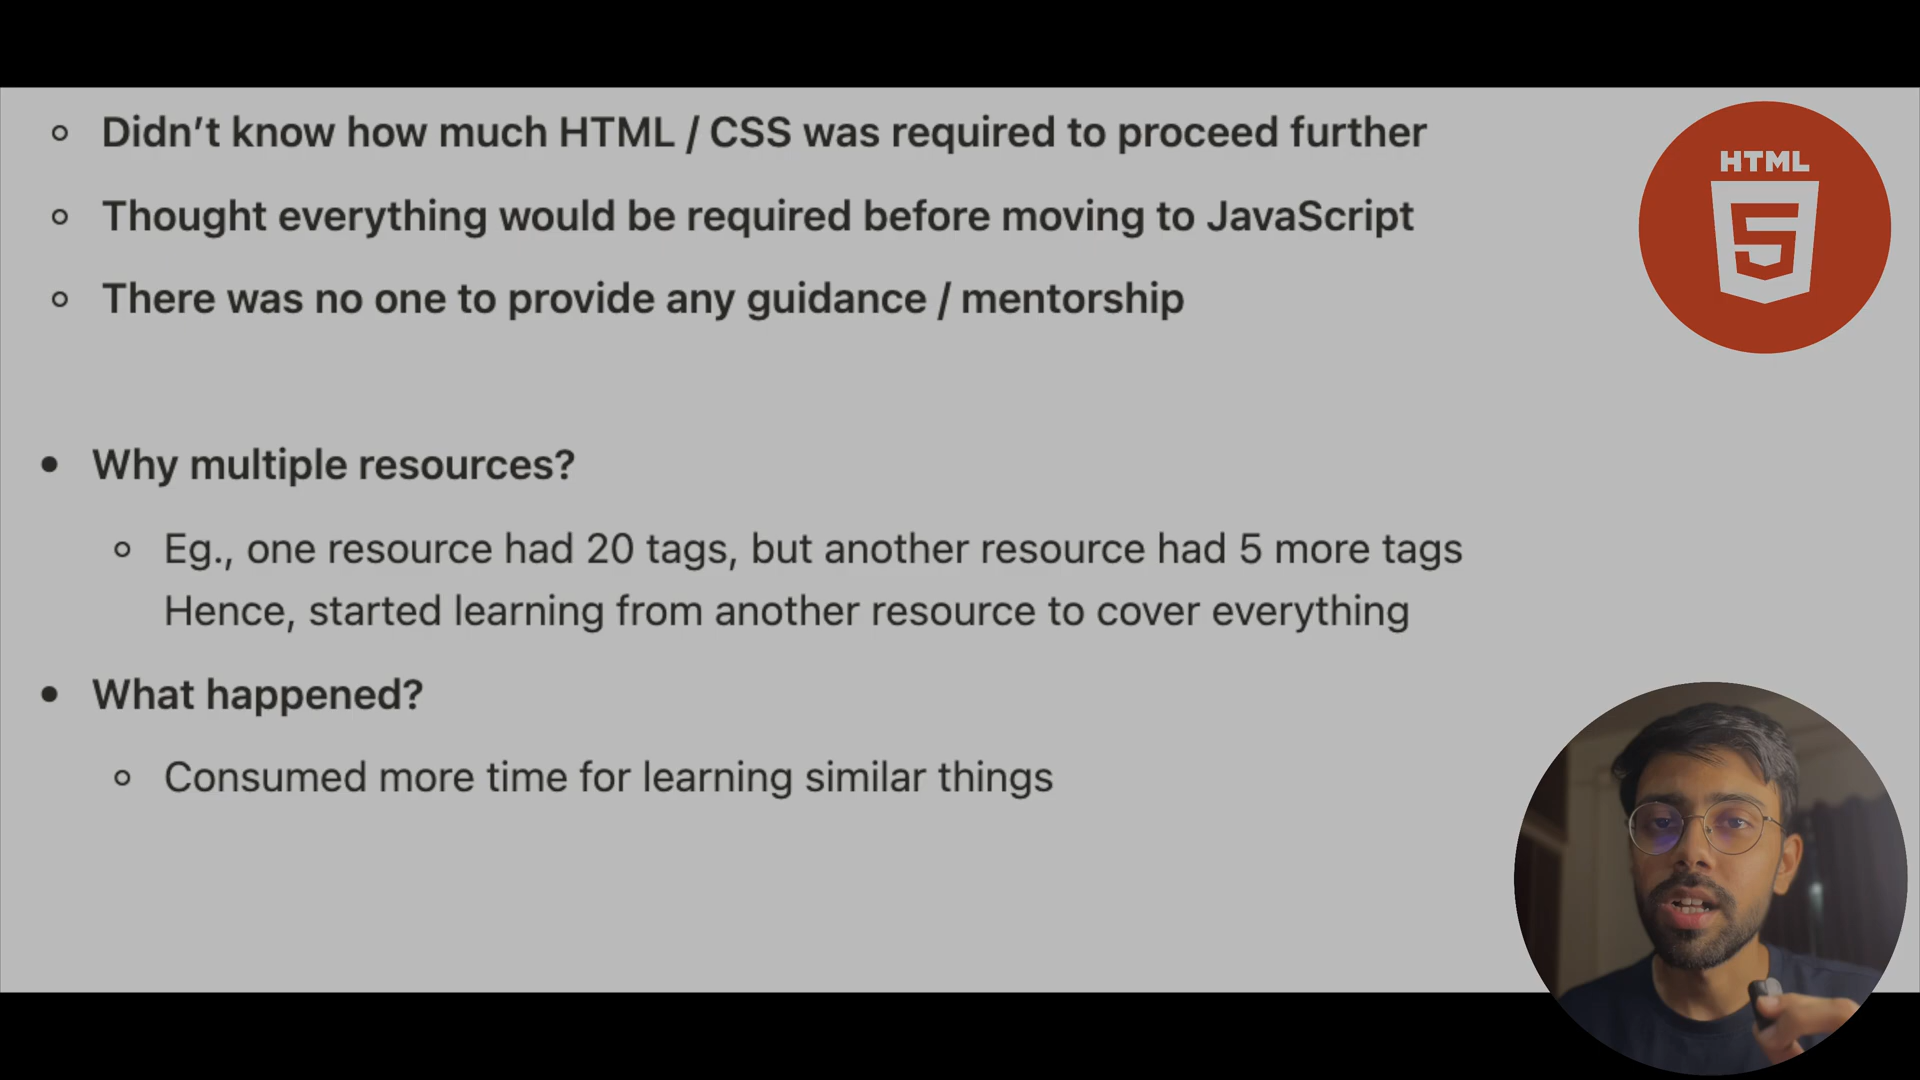 Didn’t know how much HTML / CSS was required to proceed further
Thought everything would be required before moving to JavaScript
There was no one to provide any guidance / mentorship
HTML
5
Why multiple resources?
Eg., one resource had 20 tags, but another resource had 5 more tags
Hence, started learning from another resource to cover everything
What happened?
Consumed more time for learning similar things